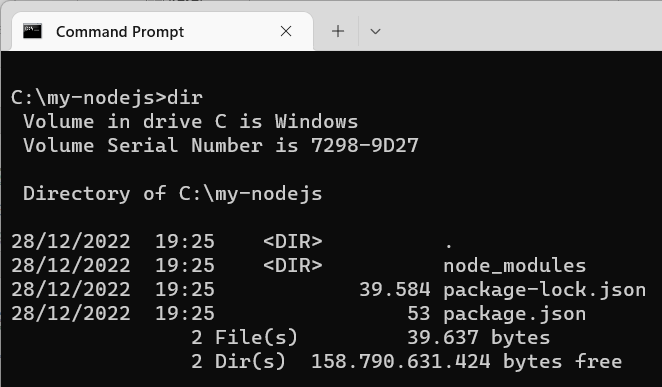 Command Prompt
C:\my-nodejs>dir
 Volume in drive C is Windows
 Volume Serial Number is 7298-9D27
 Directory of C:\my-nodejs
28/12/2022  19:25    <DIR>          .
28/12/2022  19:25    <DIR>          node_modules
28/12/2022  19:25            39.584 package-lock.json
28/12/2022  19:25                53 package.json
               2 File(s)         39.637 bytes
               2 Dir(s)  158.790.631.424 bytes free